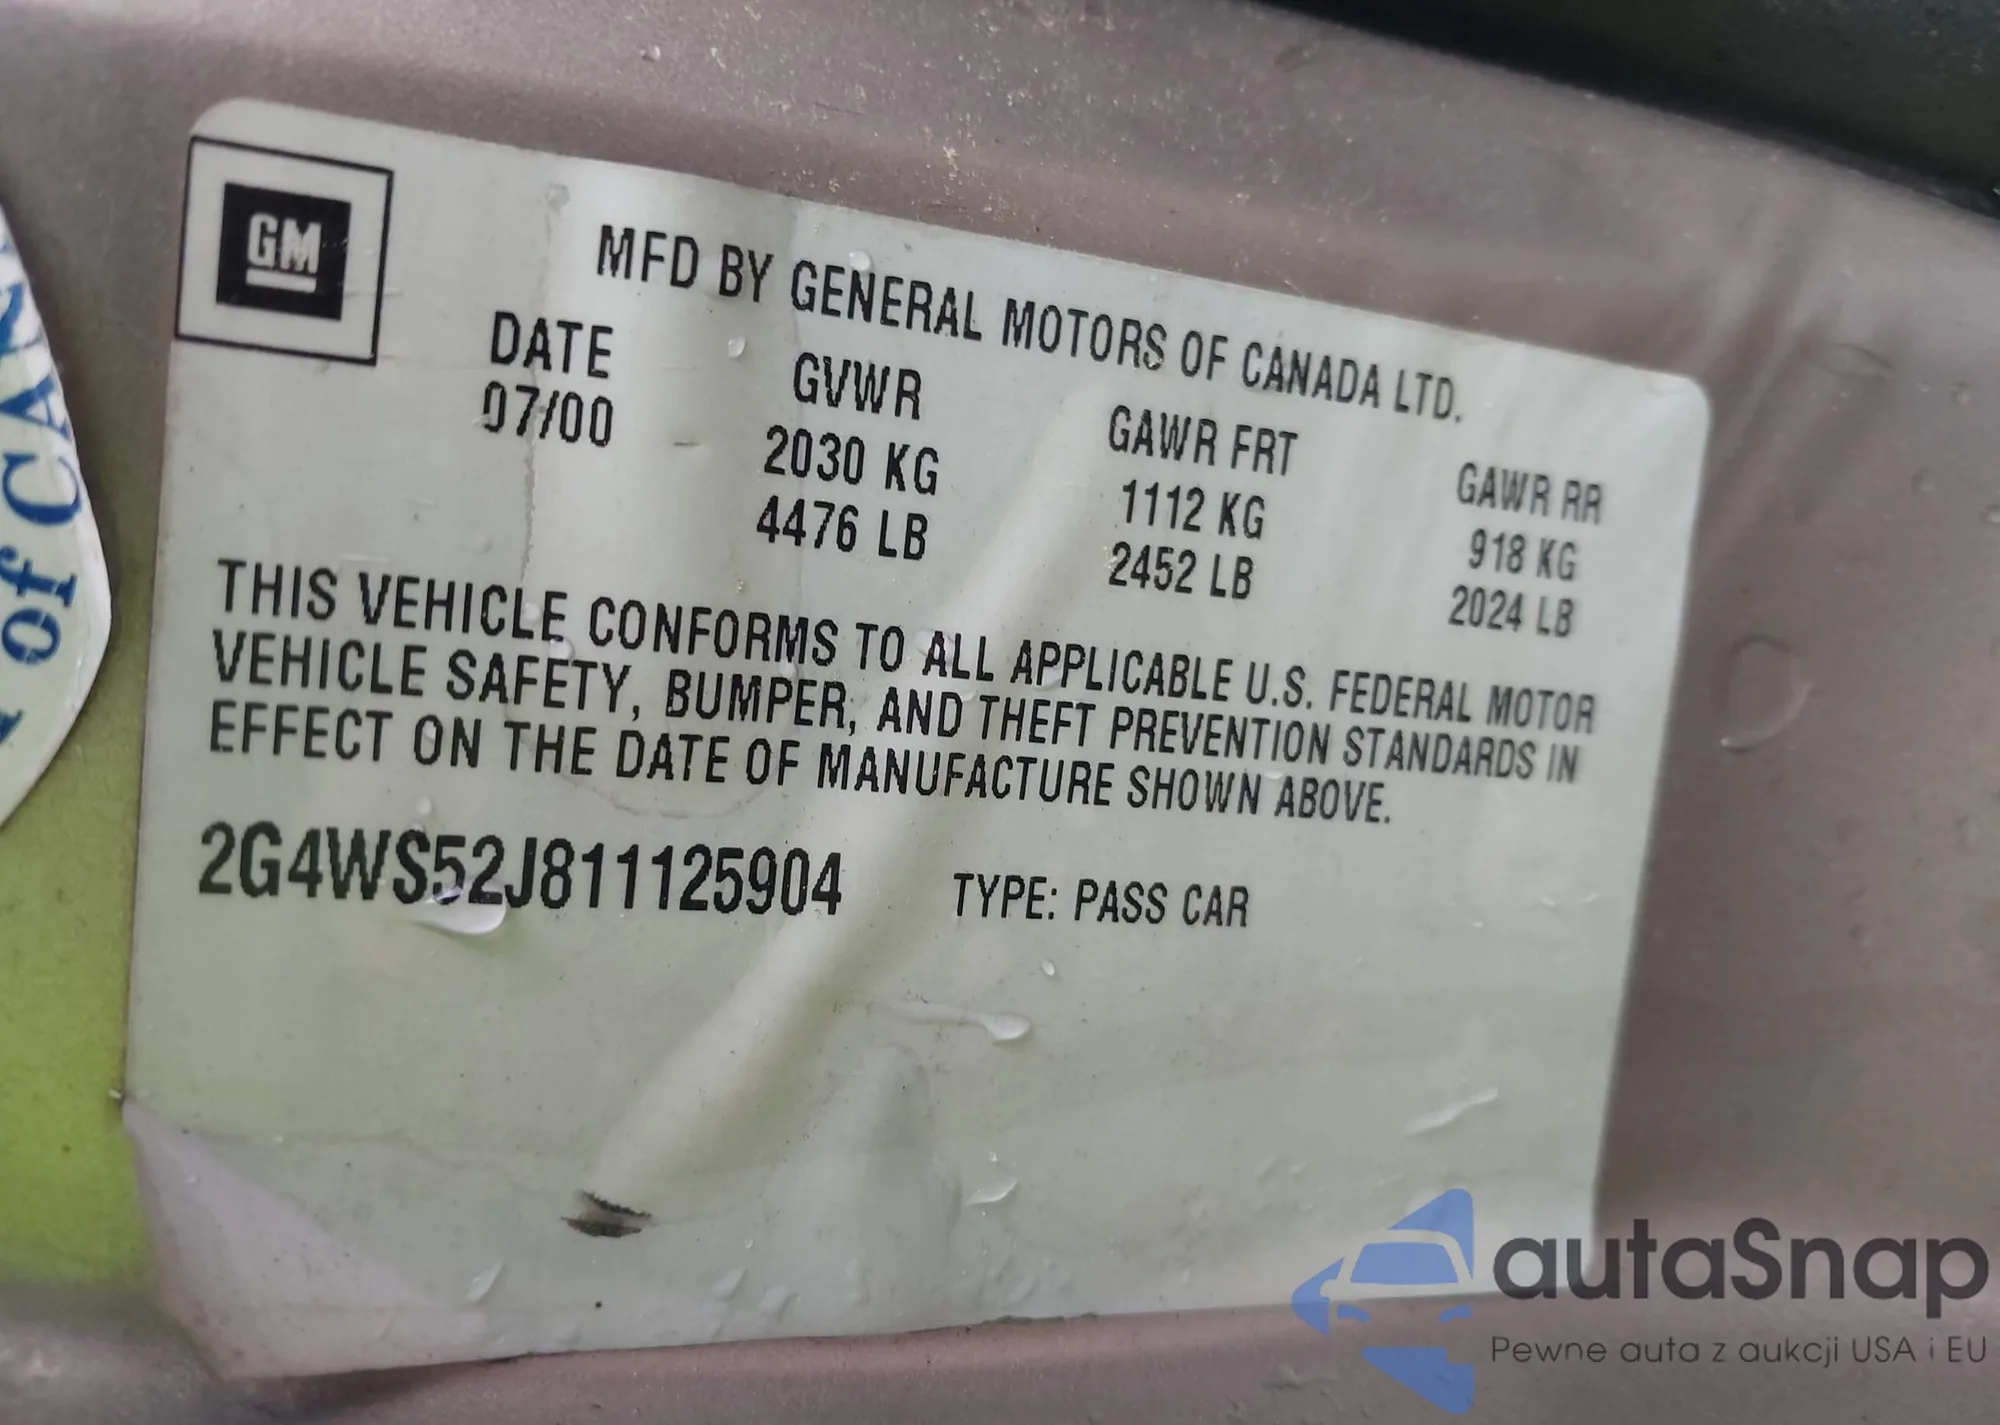 GM
MFD BY GENERAL MOTORS OF CANADA LTD.
DATE GVWR GAWR FRT GAWR RR
07/00 2030 KG 1112 KG 918 KG
4476 LB 2452 LB 2024 LB
THIS VEHICLE CONFORMS TO ALL APPLICABLE U.S. FEDERAL MOTOR
VEHICLE SAFETY, BUMPER, AND THEFT PREVENTION STANDARDS IN
EFFECT ON THE DATE OF MANUFACTURE SHOWN ABOVE.
2G4WS52J811125904 TYPE: PASS CAR
of
autaSnap
Pewne auta z aukcji USA i EU